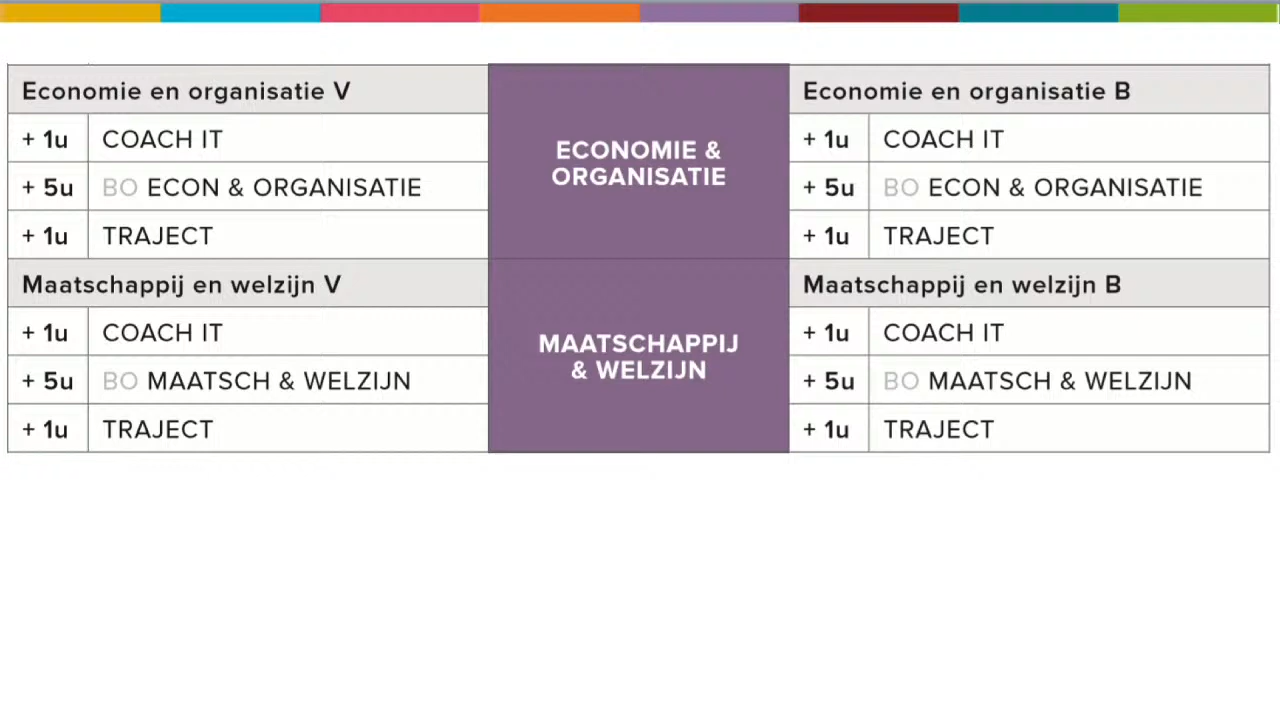 Economie en organisatie V
+ 1u COACH IT
+ 5u BO ECON & ORGANISATIE
+ 1u TRAJECT
ECONOMIE &
ORGANISATIE
Economie en organisatie B
+ 1u COACH IT
+ 5u BO ECON & ORGANISATIE
+ 1u TRAJECT
Maatschappij en welzijn V
+ 1u COACH IT
+ 5u BO MAATSCH & WELZIJN
+ 1u TRAJECT
MAATSCHAPPIJ
& WELZIJN
Maatschappij en welzijn B
+ 1u COACH IT
+ 5u BO MAATSCH & WELZIJN
+ 1u TRAJECT